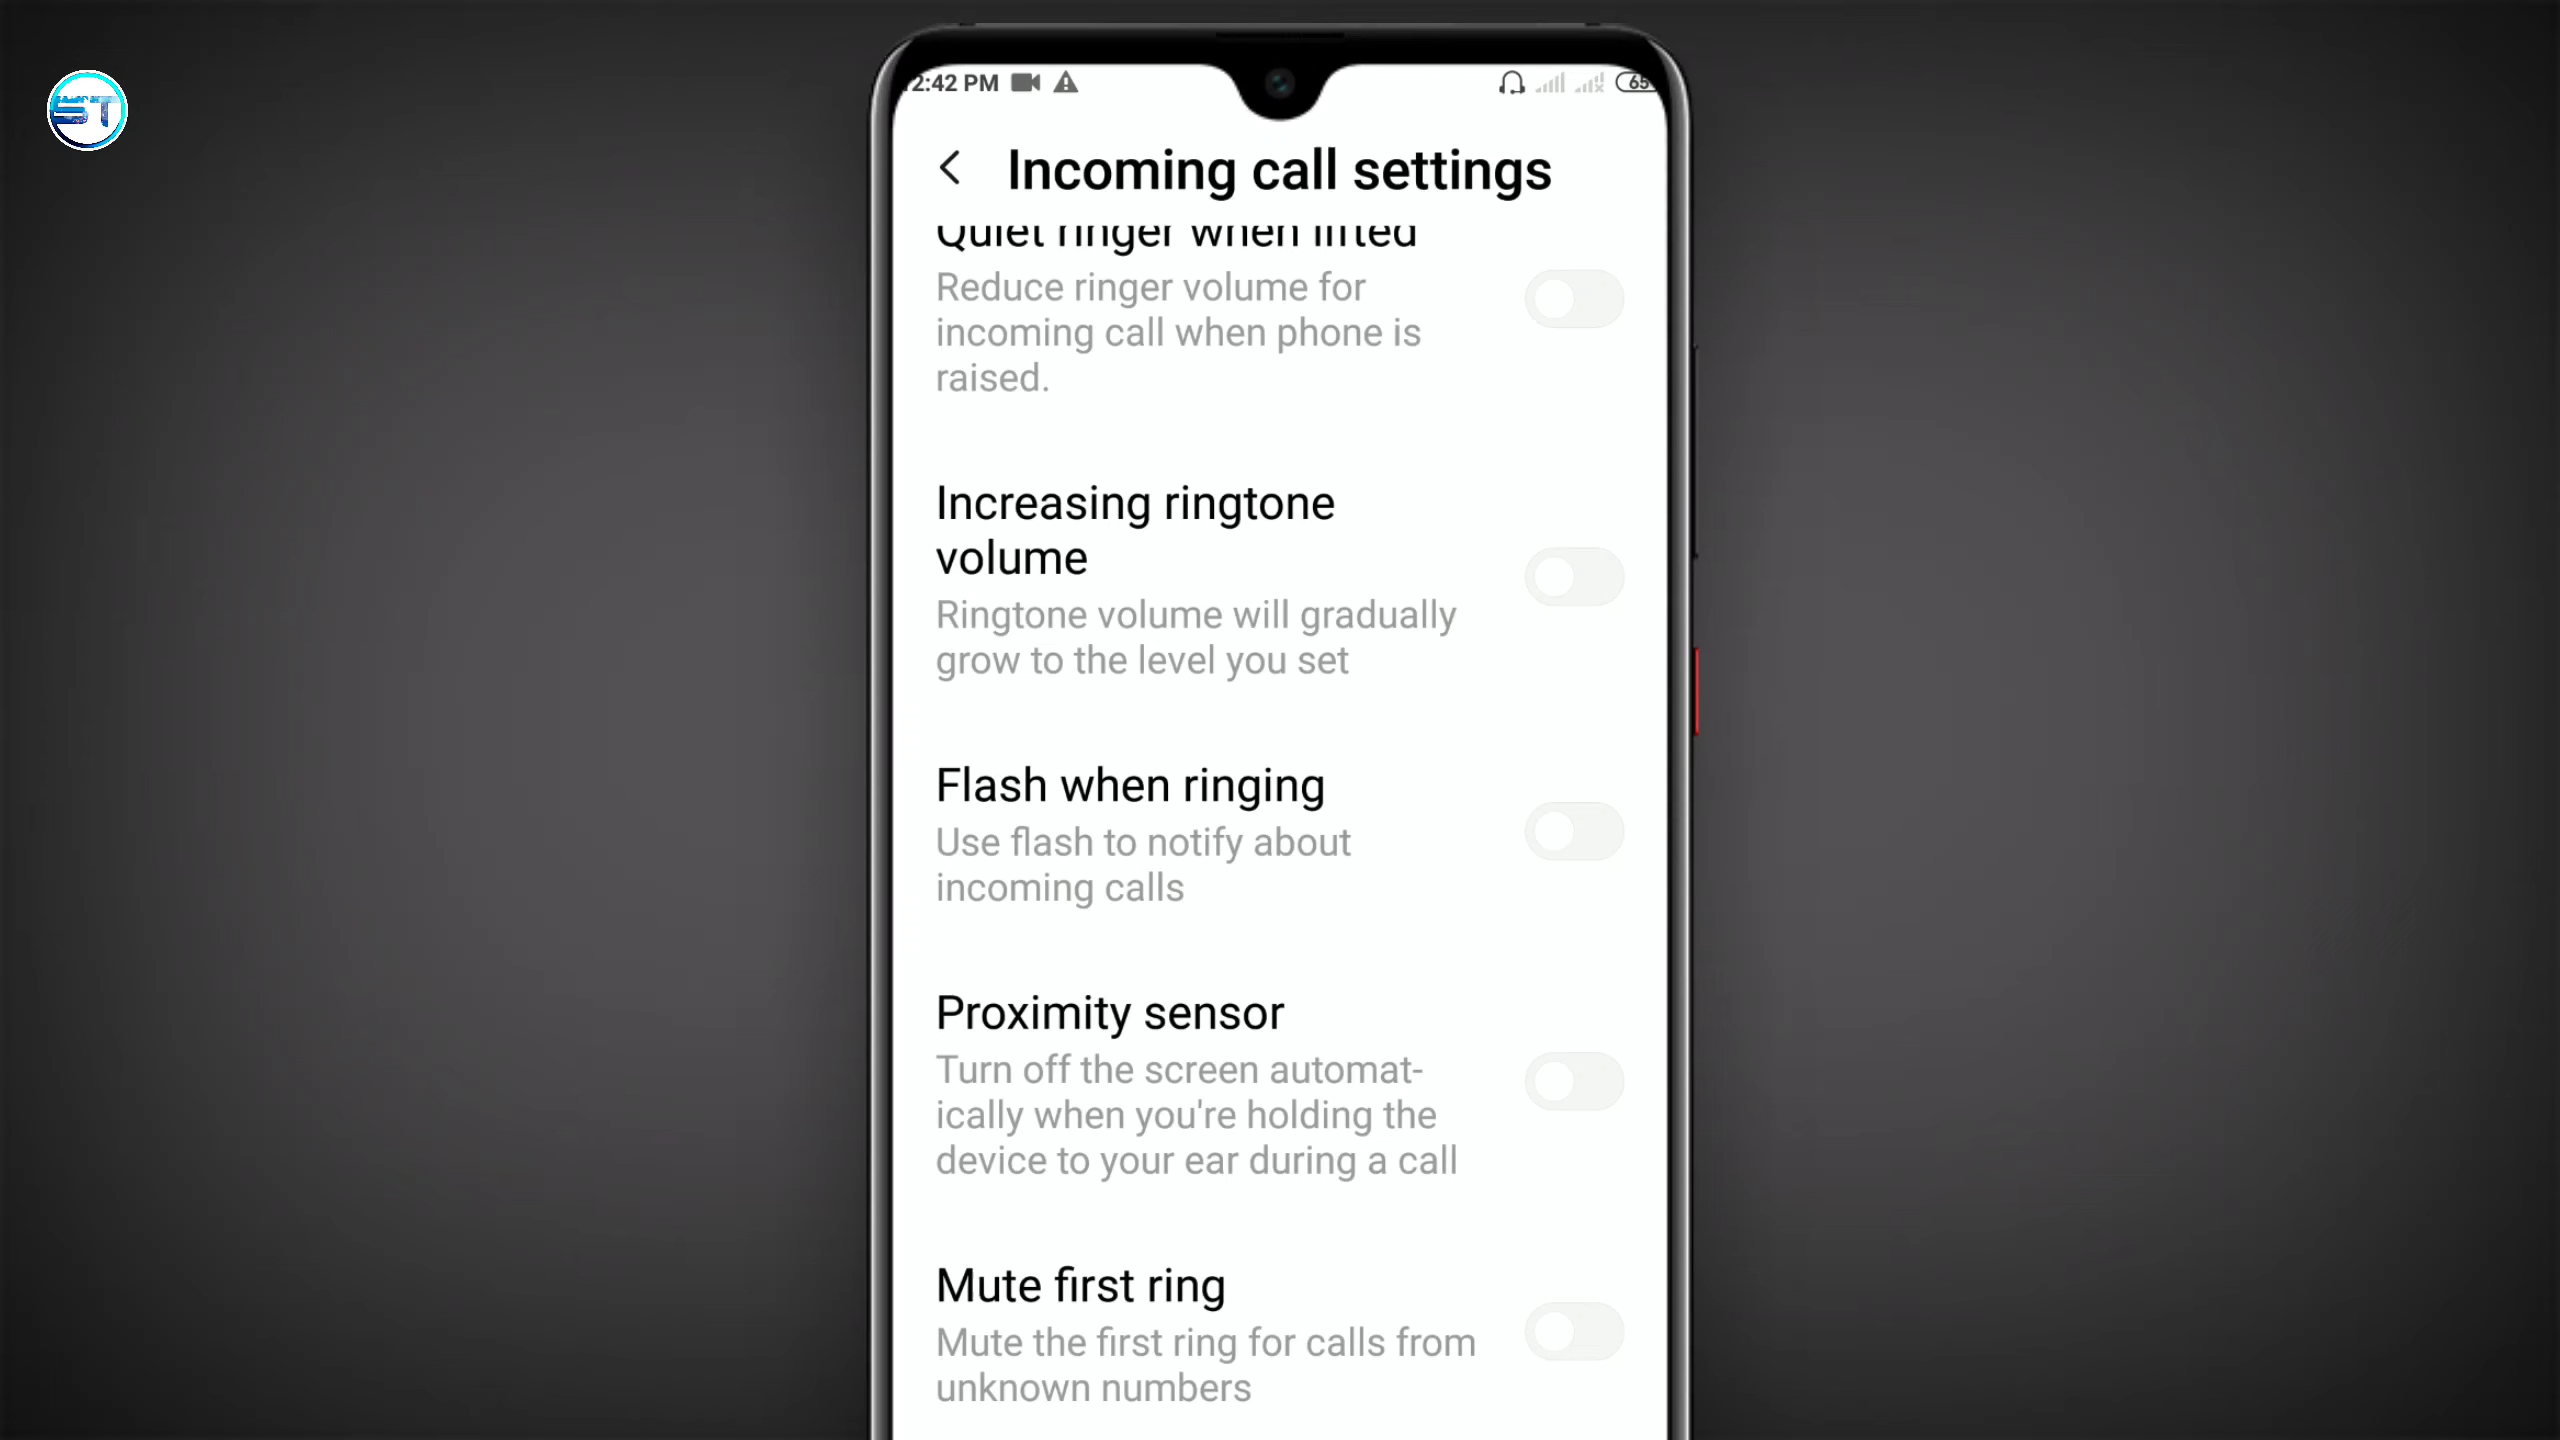 ST
2:42 PM
65
Incoming call settings
Quiet ringer when lifted
Reduce ringer volume for
incoming call when phone is
raised.
Increasing ringtone
volume
Ringtone volume will gradually
grow to the level you set
Flash when ringing
Use flash to notify about
incoming calls
Proximity sensor
Turn off the screen automat-
ically when you're holding the
device to your ear during a call
Mute first ring
Mute the first ring for calls from
unknown numbers